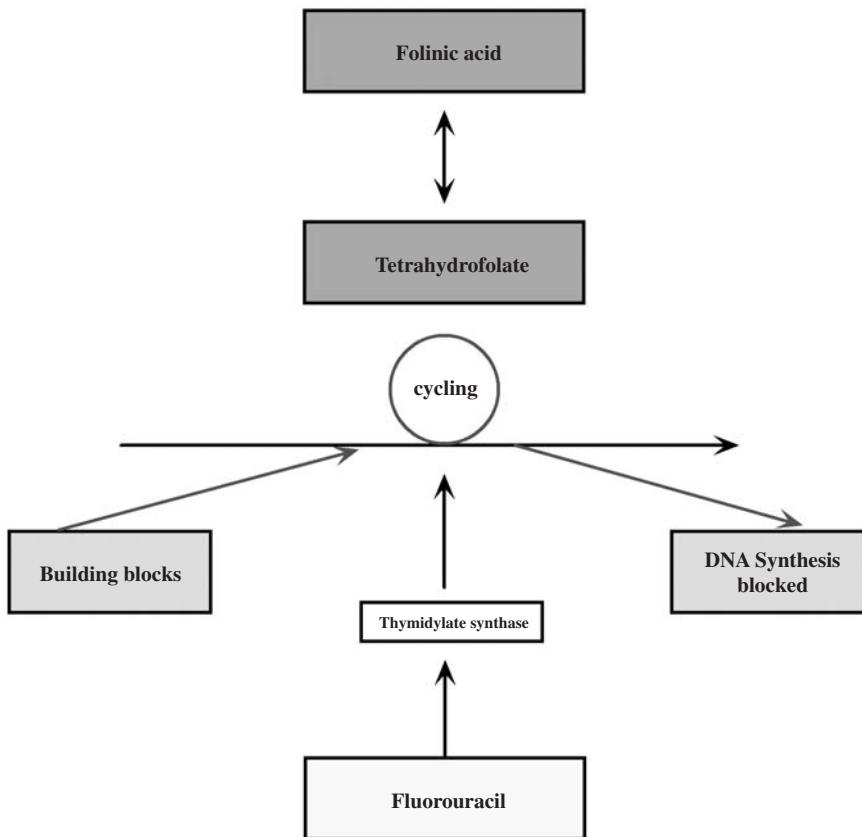 Folinic acid
Tetrahydrofolate
cycling
Building blocks
DNA Synthesis
blocked
Thymidylate synthase
Fluorouracil